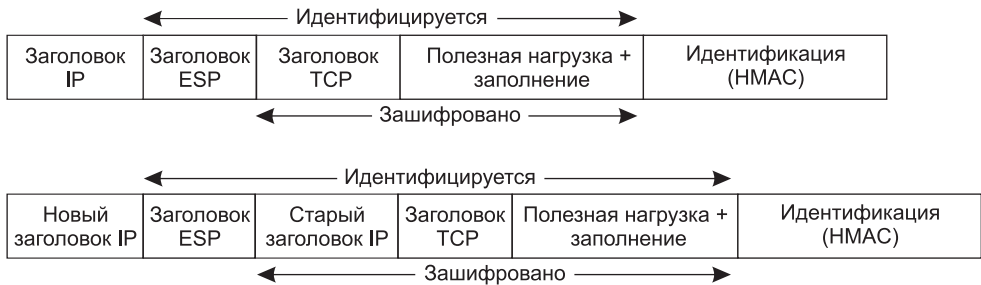 Идентифицируется
Заголовок IP
Заголовок ESP
Заголовок TCP
Полезная нагрузка + заполнение
Идентификация (HMAC)
Зашифровано
Идентифицируется
Новый заголовок IP
Заголовок ESP
Старый заголовок IP
Заголовок TCP
Полезная нагрузка + заполнение
Идентификация (HMAC)
Зашифровано